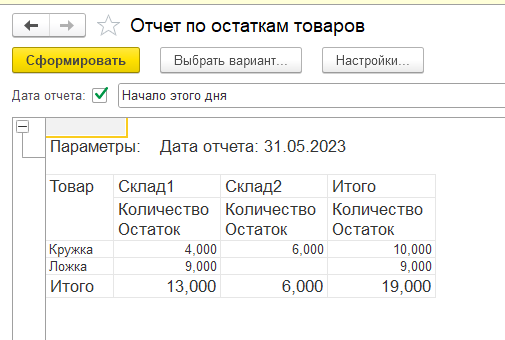 Отчет по остаткам товаров
Сформировать Выбрать вариант... Настройки...
Дата отчета: Начало этого дня
Параметры: Дата отчета: 31.05.2023
Товар Склад1 Склад2 Итого
Количество Количество Количество
Остаток Остаток Остаток
Кружка 4,000 6,000 10,000
Ложка 9,000 9,000
Итого 13,000 6,000 19,000